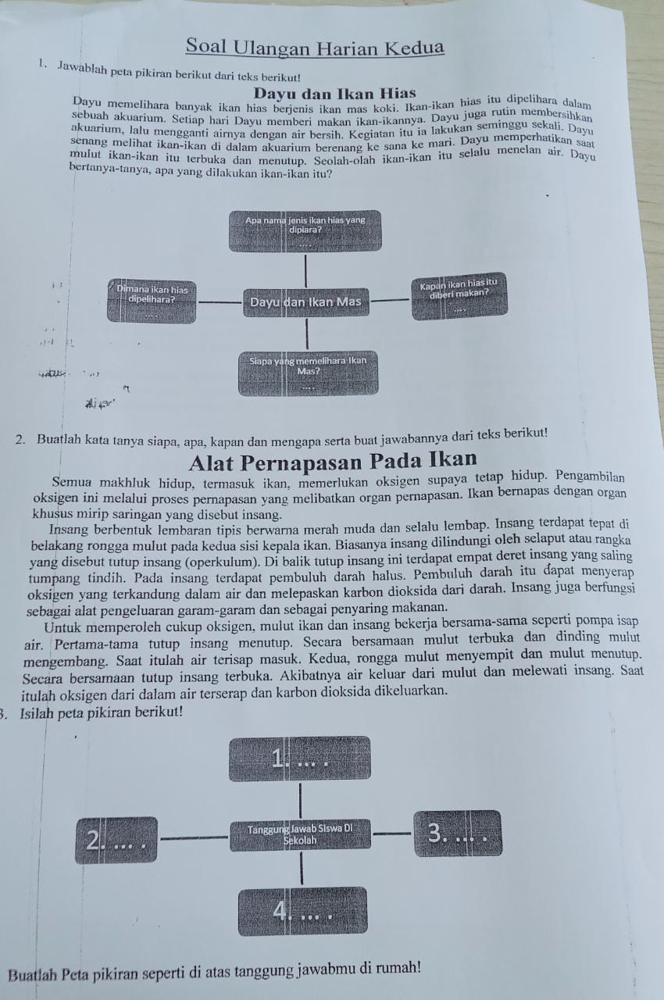 Soal Ulangan Harian Kedua
1. Jawablah peta pikiran berikut dari teks berikut!
Dayu dan Ikan Hias
Dayu memelihara banyak ikan hias berjenis ikan mas koki. Ikan-ikan hias itu dipelihara dalam
sebuah akuarium. Setiap hari Dayu memberi makan ikan-ikannya. Dayu juga rutin membersihkan
akuarium, lalu mengganti airnya dengan air bersih. Kegiatan itu ia lakukan seminggu sekali. Dayu
senang melihat ikan-ikan di dalam akuarium berenang ke sana ke mari. Dayu memperhatikan saat
mulut ikan-ikan itu terbuka dan menutup. Seolah-olah ikan-ikan itu selalu menelan air. Dayu
bertanya-tanya, apa yang dilakukan ikan-ikan itu?
Apa nama jenis ikan hias yang
dipiara?
....
Dimana ikan hias
dipelihara?
....
Dayu dan Ikan Mas
Kapan ikan hias itu
diberi makan?
....
Siapa yang memelihara Ikan
Mas?
....
2. Buatlah kata tanya siapa, apa, kapan dan mengapa serta buat jawabannya dari teks berikut!
Alat Pernapasan Pada Ikan
Semua makhluk hidup, termasuk ikan, memerlukan oksigen supaya tetap hidup. Pengambilan
oksigen ini melalui proses pernapasan yang melibatkan organ pernapasan. Ikan bernapas dengan organ
khusus mirip saringan yang disebut insang.
Insang berbentuk lembaran tipis berwarna merah muda dan selalu lembap. Insang terdapat tepat di
belakang rongga mulut pada kedua sisi kepala ikan. Biasanya insang dilindungi oleh selaput atau rangka
yang disebut tutup insang (operkulum). Di balik tutup insang ini terdapat empat deret insang yang saling
tumpang tindih. Pada insang terdapat pembuluh darah halus. Pembuluh darah itu dapat menyerap
oksigen yang terkandung dalam air dan melepaskan karbon dioksida dari darah. Insang juga berfungsi
sebagai alat pengeluaran garam-garam dan sebagai penyaring makanan.
Untuk memperoleh cukup oksigen, mulut ikan dan insang bekerja bersama-sama seperti pompa isap
air. Pertama-tama tutup insang menutup. Secara bersamaan mulut terbuka dan dinding mulut
mengembang. Saat itulah air terisap masuk. Kedua, rongga mulut menyempit dan mulut menutup.
Secara bersamaan tutup insang terbuka. Akibatnya air keluar dari mulut dan melewati insang. Saat
itulah oksigen dari dalam air terserap dan karbon dioksida dikeluarkan.
3. Isilah peta pikiran berikut!
1. ... .
2. ... .
Tanggung Jawab Siswa Di
Sekolah
3. ... .
4. ... .
Buatlah Peta pikiran seperti di atas tanggung jawabmu di rumah!